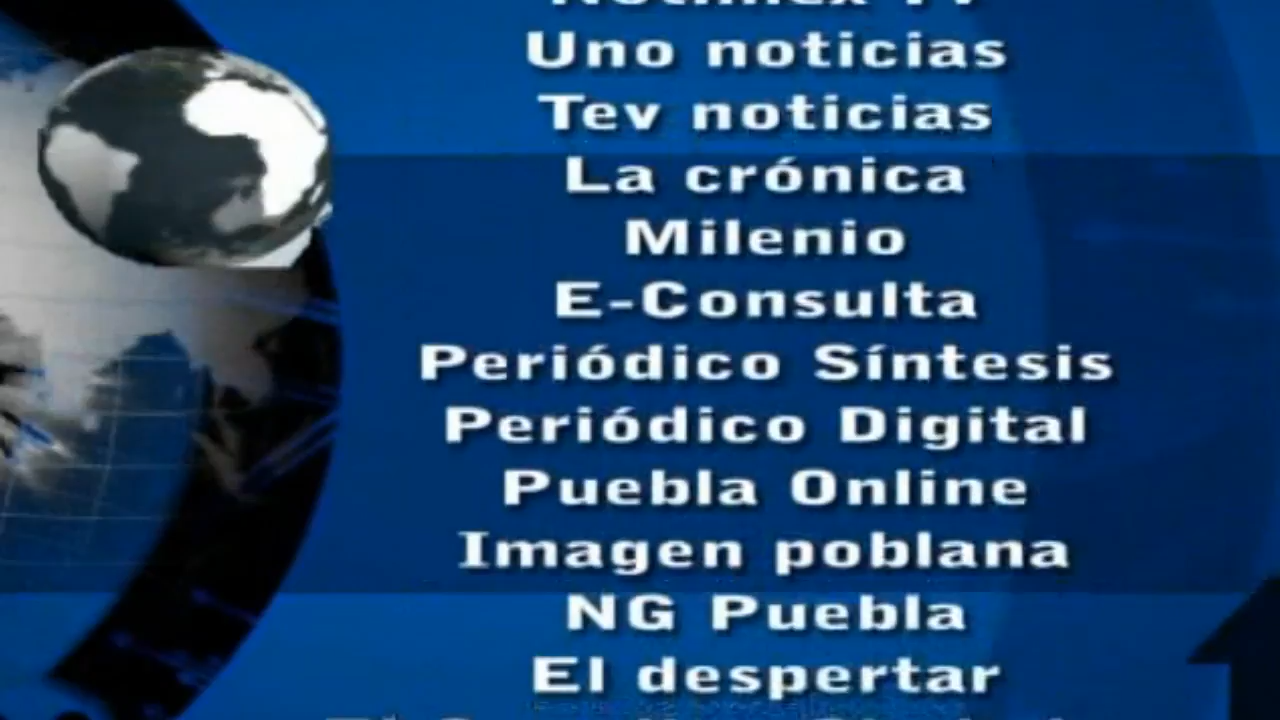 Uno noticias
Tev noticias
La crónica
Milenio
E-Consulta
Periódico Síntesis
Periódico Digital
Puebla Online
Imagen poblana
NG Puebla
El despertar